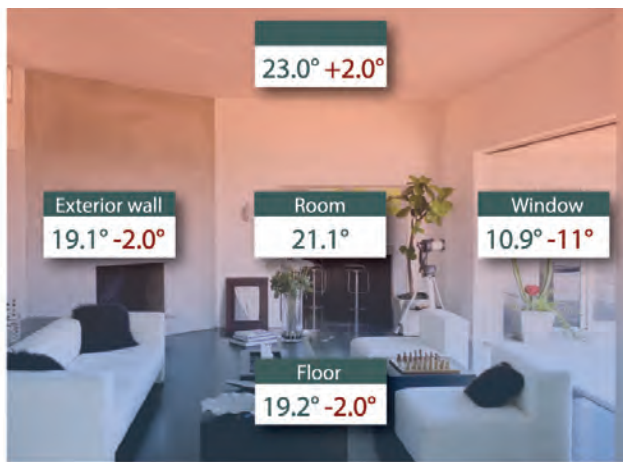 23.0° +2.0°
Exterior wall
19.1° -2.0°
Room
21.1°
Window
10.9° -11°
Floor
19.2° -2.0°